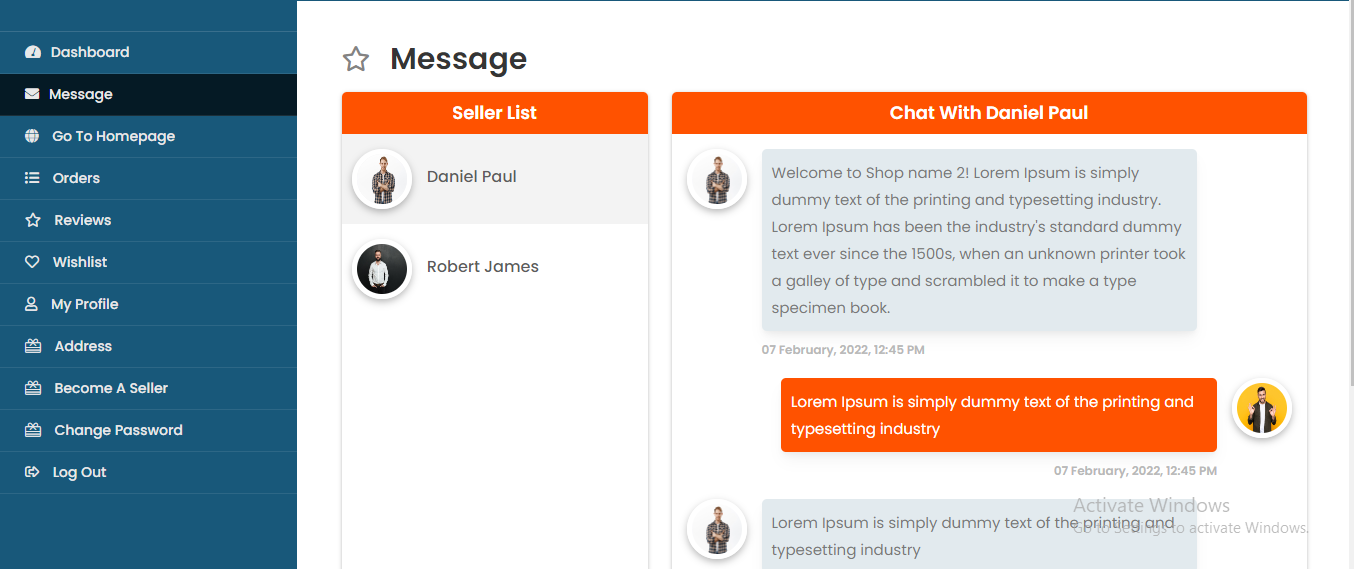 Dashboard
Message
Go To Homepage
Orders
Reviews
Wishlist
My Profile
Address
Become A Seller
Change Password
Log Out
Message
Seller List
Daniel Paul
Robert James
Chat With Daniel Paul
Welcome to Shop name 2! Lorem Ipsum is simply
dummy text of the printing and typesetting industry.
Lorem Ipsum has been the industry's standard dummy
text ever since the 1500s, when an unknown printer took
a galley of type and scrambled it to make a type
specimen book.
07 February, 2022, 12:45 PM
Lorem Ipsum is simply dummy text of the printing and
typesetting industry
07 February, 2022, 12:45 PM
Lorem Ipsum is simply dummy text of the printing and
typesetting industry
Activate Windows
Go to Settings to activate Windows.